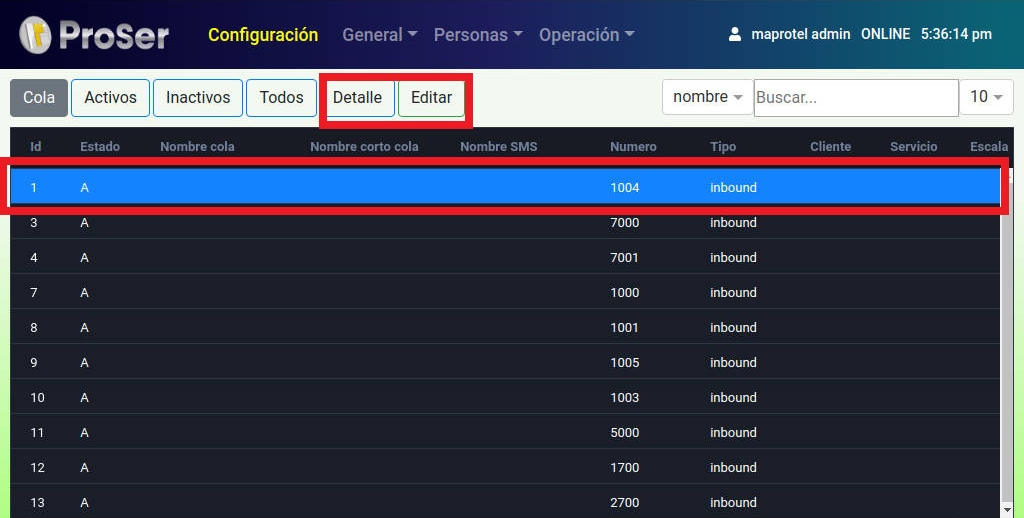 ProSer Configuración General Personas Operación maprotel admin ONLINE 5:36:14 pm
Cola Activos Inactivos Todos Detalle Editar nombre Buscar... 10
Id Estado Nombre cola Nombre corto cola Nombre SMS Numero Tipo Cliente Servicio Escala
1 A 1004 inbound
3 A 7000 inbound
4 A 7001 inbound
7 A 1000 inbound
8 A 1001 inbound
9 A 1005 inbound
10 A 1003 inbound
11 A 5000 inbound
12 A 1700 inbound
13 A 2700 inbound